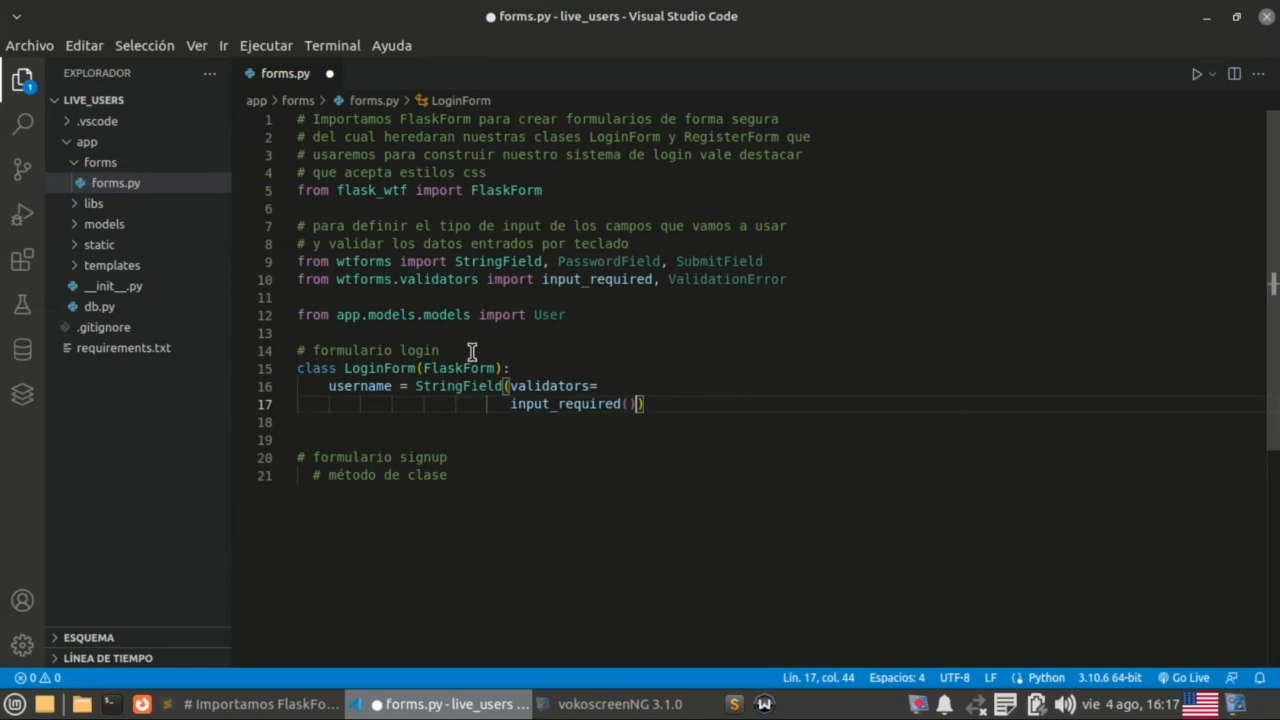 forms.py - live_users - Visual Studio Code
Archivo Editar Selección Ver Ir Ejecutar Terminal Ayuda
EXPLORADOR
LIVE_USERS
.vscode
app
forms
forms.py
libs
models
static
templates
__init__.py
db.py
.gitignore
requirements.txt
ESQUEMA
LÍNEA DE TIEMPO
1
forms.py
app > forms > forms.py > LoginForm
1 # Importamos FlaskForm para crear formularios de forma segura
2 # del cual heredaran nuestras clases LoginForm y RegisterForm que
3 # usaremos para construir nuestro sistema de login vale destacar
4 # que acepta estilos css
5 from flask_wtf import FlaskForm
6
7 # para definir el tipo de input de los campos que vamos a usar
8 # y validar los datos entrados por teclado
9 from wtforms import StringField, PasswordField, SubmitField
10 from wtforms.validators import input_required, ValidationError
11
12 from app.models.models import User
13
14 # formulario login
15 class LoginForm(FlaskForm):
16 username = StringField(validators=
17 input_required())
18
19
20 # formulario signup
21 # método de clase
0 0 Lín. 17, col. 44 Espacios: 4 UTF-8 LF Python 3.10.6 64-bit Go Live
# Importamos FlaskFo... forms.py - live_users ... vokoscreenNG 3.1.0 vie 4 ago, 16:17